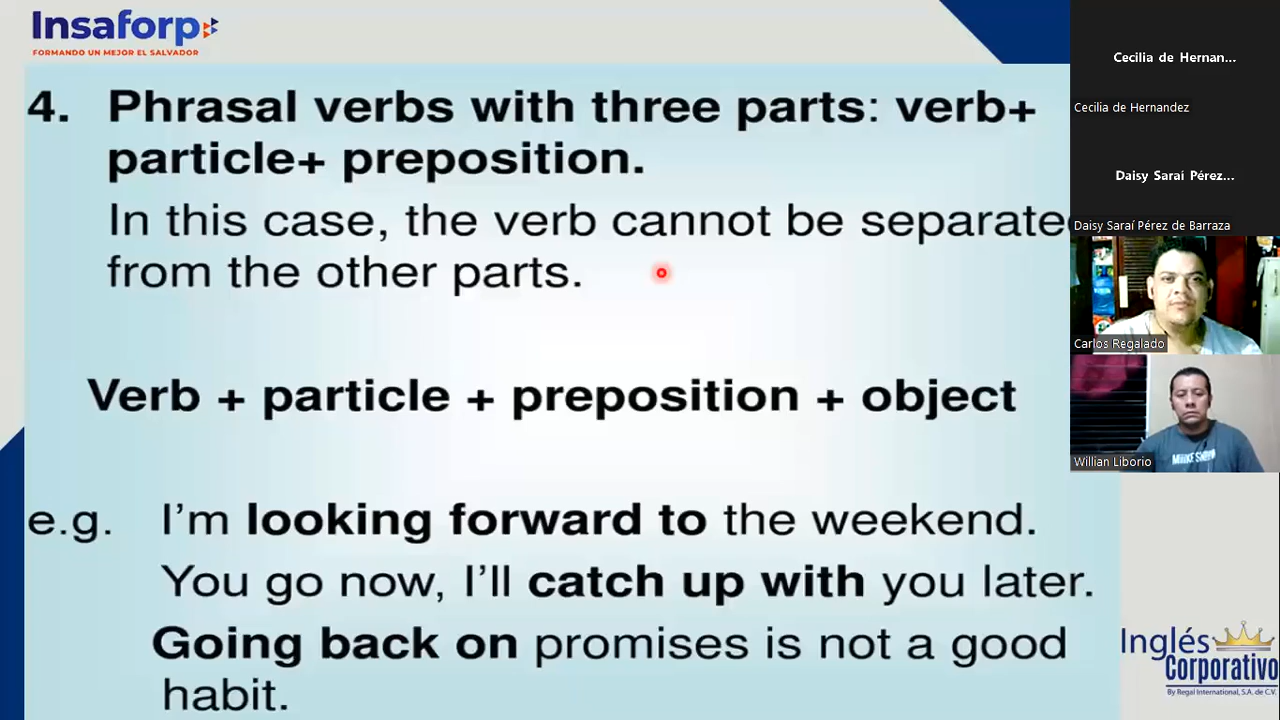 Insaforp
FORMANDO UN MEJOR EL SALVADOR
4. Phrasal verbs with three parts: verb+
particle+ preposition.
In this case, the verb cannot be separate
from the other parts.
Verb + particle + preposition + object
e.g. I'm looking forward to the weekend.
You go now, I'll catch up with you later.
Going back on promises is not a good
habit.
Cecilia de Hernan...
Cecilia de Hernandez
Daisy Saraí Pérez...
Daisy Saraí Pérez de Barraza
Carlos Regalado
Willian Liborio
Inglés
Corporativo
By Regal International, S.A. de C.V.